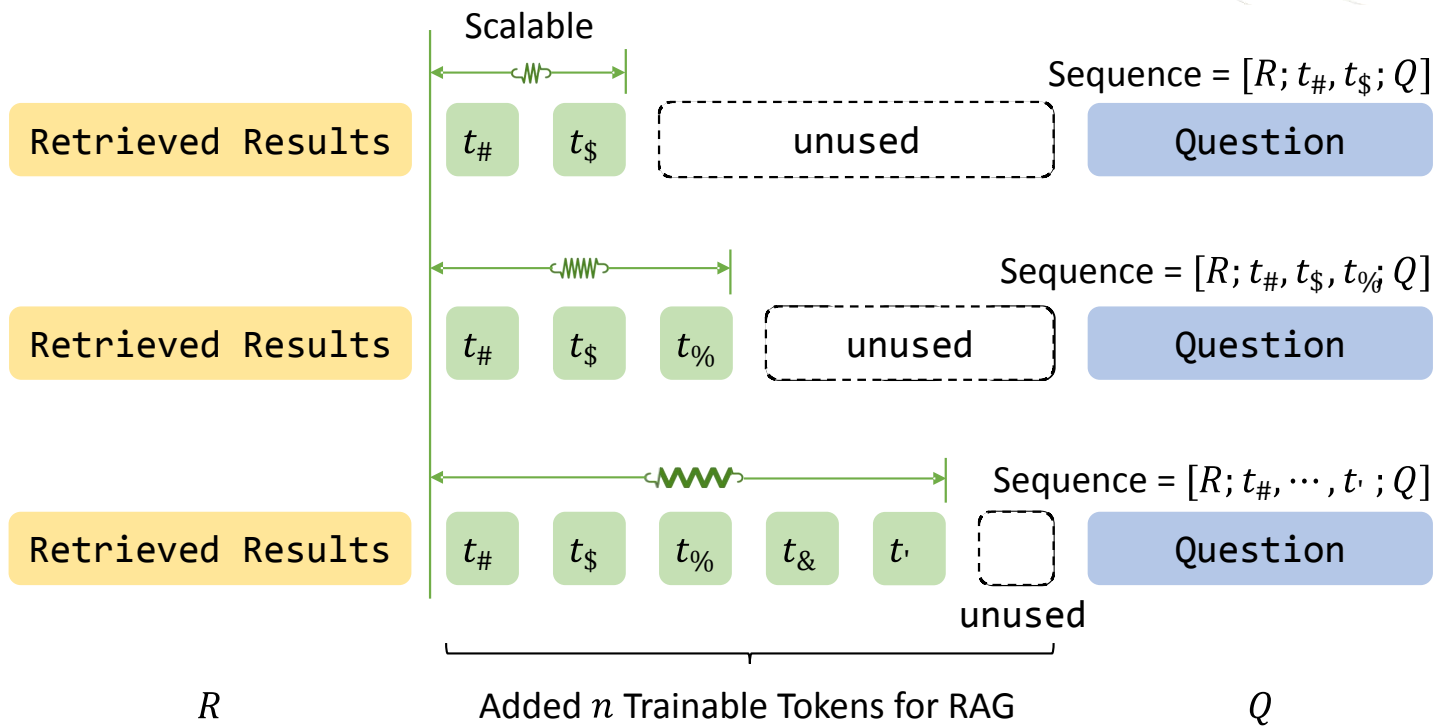 Scalable
Sequence = [R; t#, t$; Q]
Retrieved Results t# t$ unused Question
Sequence = [R; t#, t$, t%; Q]
Retrieved Results t# t$ t% unused Question
Sequence = [R; t#, ⋯, t'; Q]
Retrieved Results t# t$ t% t& t' Question
unused
R Added n Trainable Tokens for RAG Q